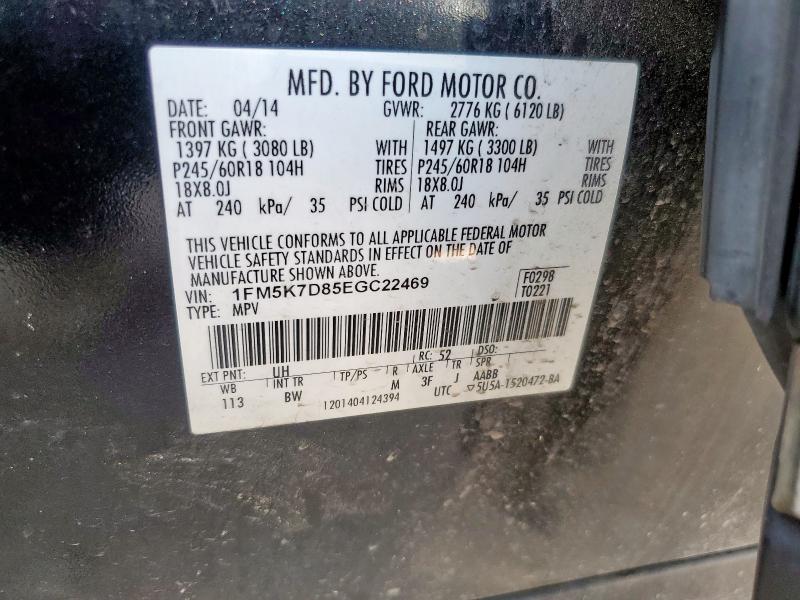 MFD. BY FORD MOTOR CO.
DATE: 04/14 GVWR: 2776 KG ( 6120 LB)
FRONT GAWR: REAR GAWR:
1397 KG ( 3080 LB) WITH 1497 KG ( 3300 LB) WITH
P245/60R18 104H TIRES P245/60R18 104H TIRES
18X8.0J RIMS 18X8.0J RIMS
AT 240 kPa/ 35 PSI COLD AT 240 kPa/ 35 PSI COLD
THIS VEHICLE CONFORMS TO ALL APPLICABLE FEDERAL MOTOR
VEHICLE SAFETY STANDARDS IN EFFECT ON THE DATE OF
MANUFACTURE SHOWN ABOVE.
VIN: 1FM5K7D85EGC22469 F0298
TYPE: MPV T0221
EXT PNT: UH RC: 52 DSO:
WB INT TR TP/PS R AXLE TR SPR
113 BW M 3F J AABB
1201404124394 UTC ▽5U5A-1520472-BA